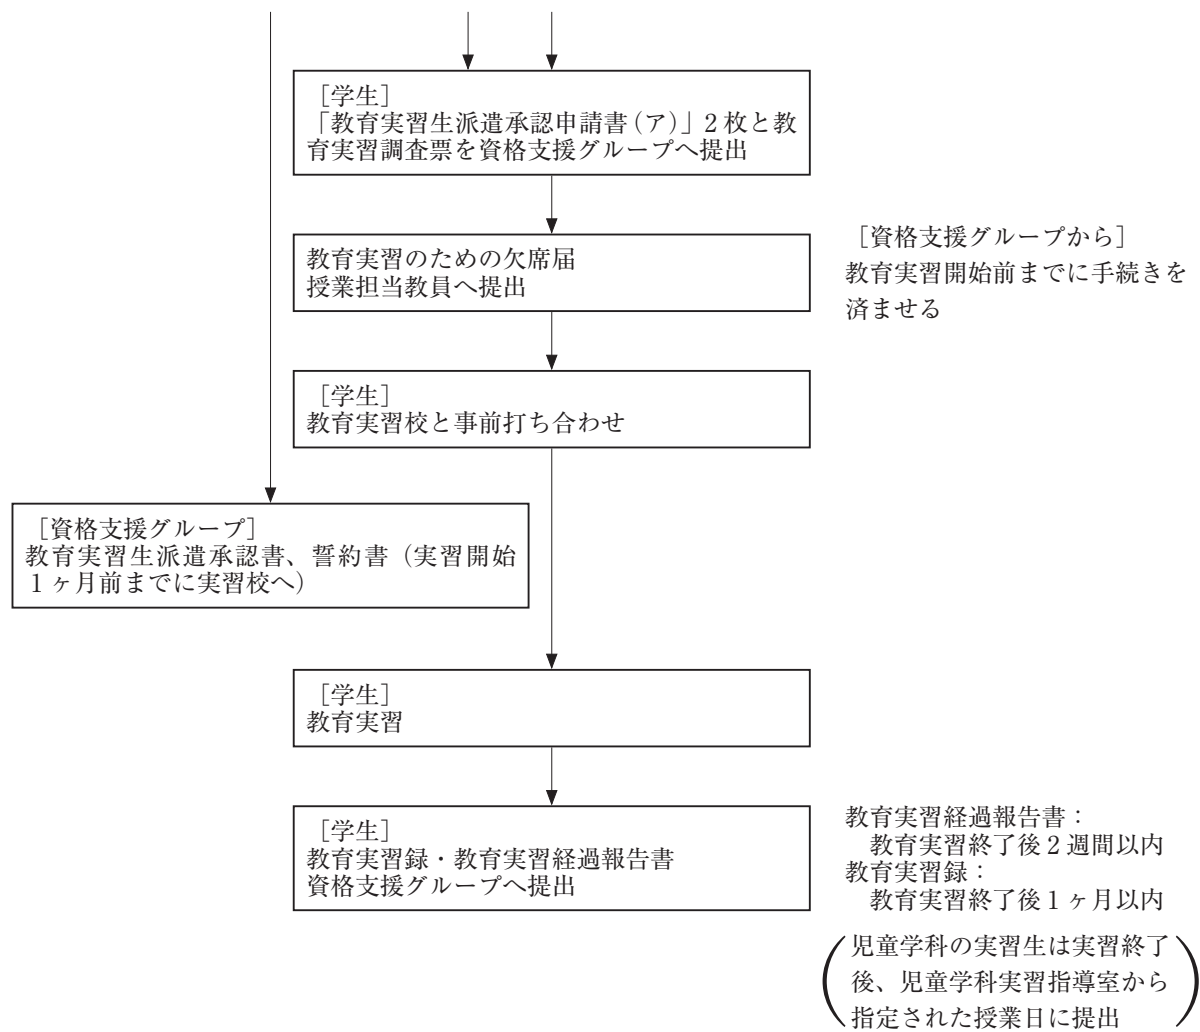 ［学生］
「教育実習生派遣承認申請書（ア）」２枚と教
育実習調査票を資格支援グループへ提出
教育実習のための欠席届
授業担当教員へ提出
［資格支援グループから］
教育実習開始前までに手続きを
済ませる
［学生］
教育実習校と事前打ち合わせ
［資格支援グループ］
教育実習生派遣承認書、誓約書（実習開始
１ヶ月前までに実習校へ）
［学生］
教育実習
［学生］
教育実習録・教育実習経過報告書
資格支援グループへ提出
教育実習経過報告書：
教育実習終了後２週間以内
教育実習録：
教育実習終了後１ヶ月以内
（児童学科の実習生は実習終了
後、児童学科実習指導室から
指定された授業日に提出）